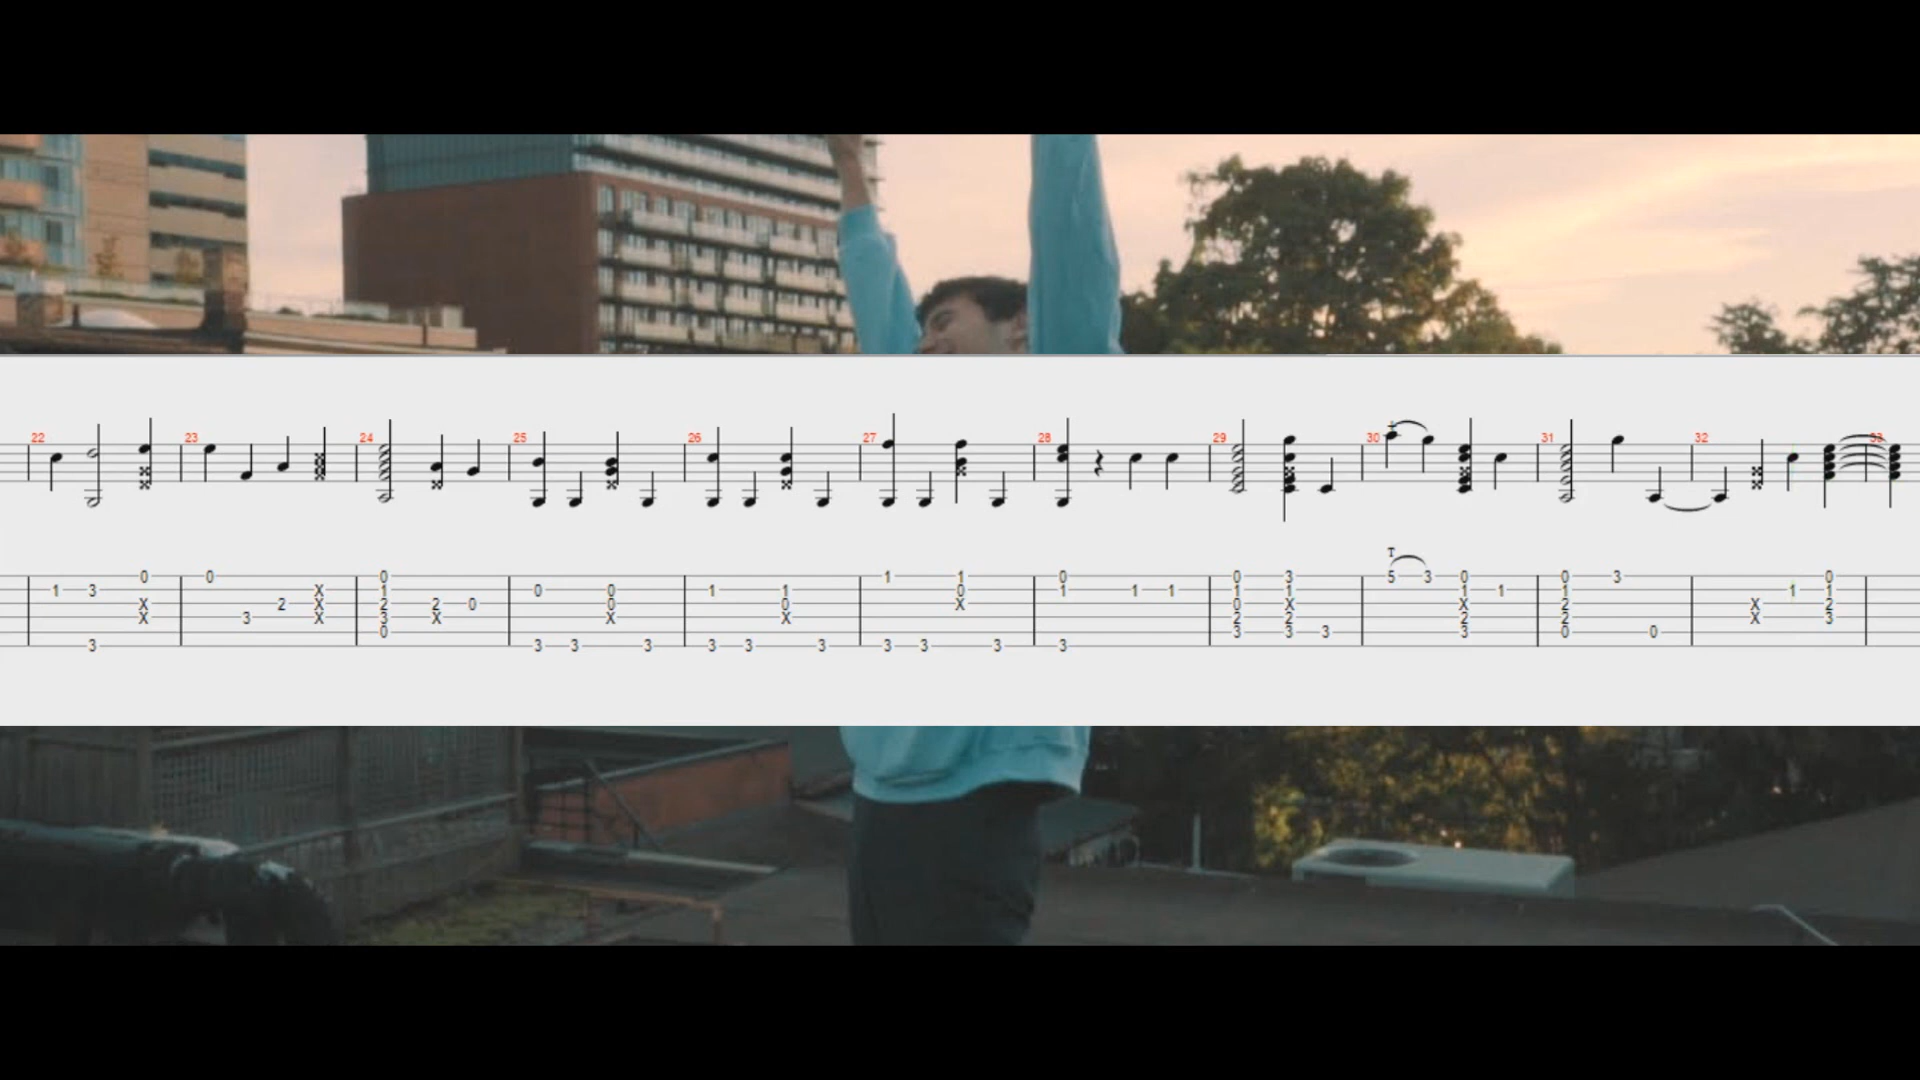 22 23 24 25 26 27 28 29 30 31 32 33
T
T
0 0 0 1 1 0 0 3 5 3 0 0 3 0
1 3 X 1 0 0 1 1 0 1 1 1 1 1 1 1 1 1 1
X 2 X 2 2 0 0 0 X 0 X X 2 X 2
X 3 X 3 X X X 2 2 2 2 X 3
0 3 3 3 3 0 0
3 3 3 3 3 3 3 3 3 3 3